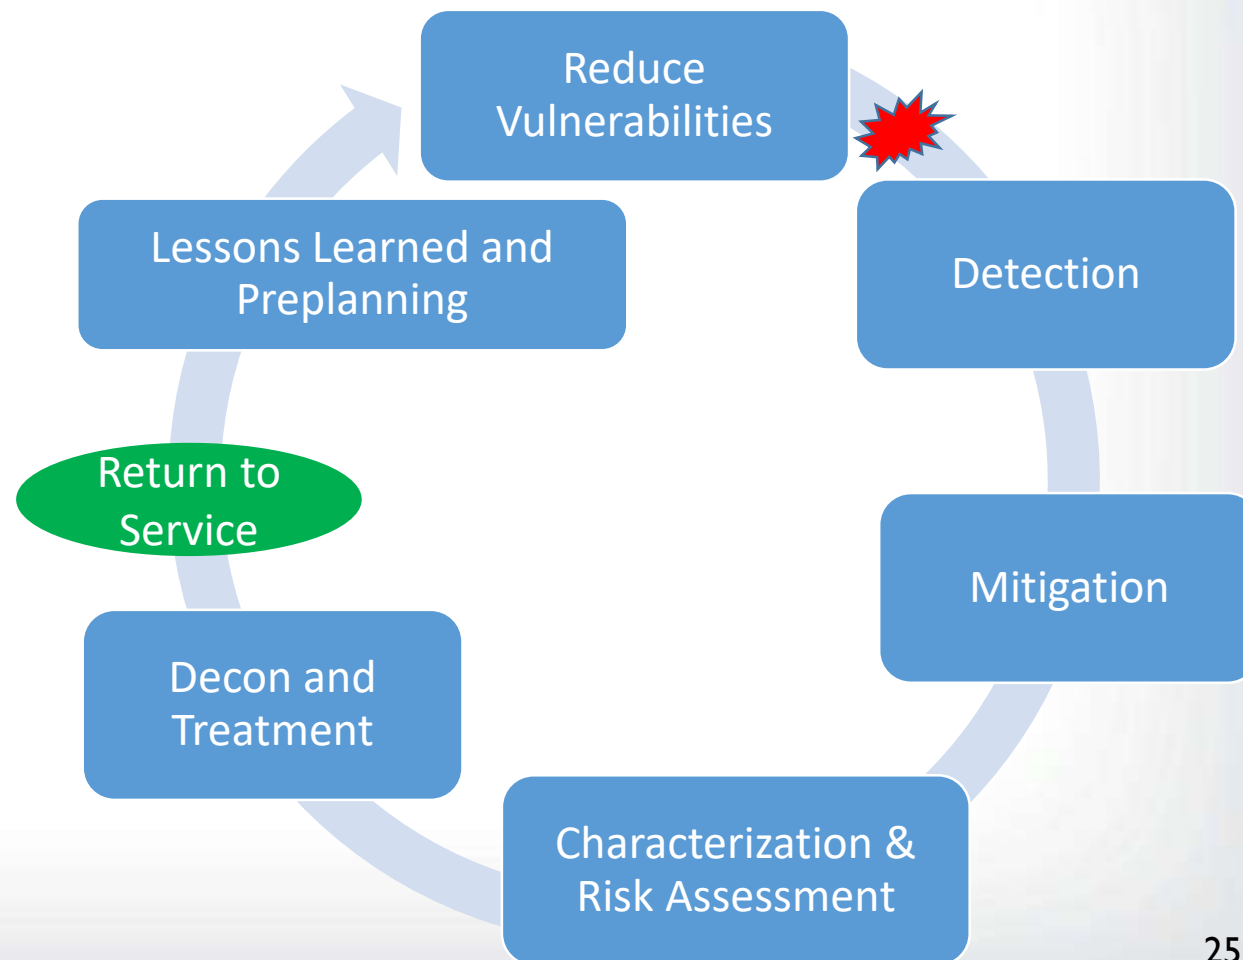 Reduce
Vulnerabilities
Detection
Mitigation
Characterization &
Risk Assessment
Decon and
Treatment
Return to
Service
Lessons Learned and
Preplanning
25